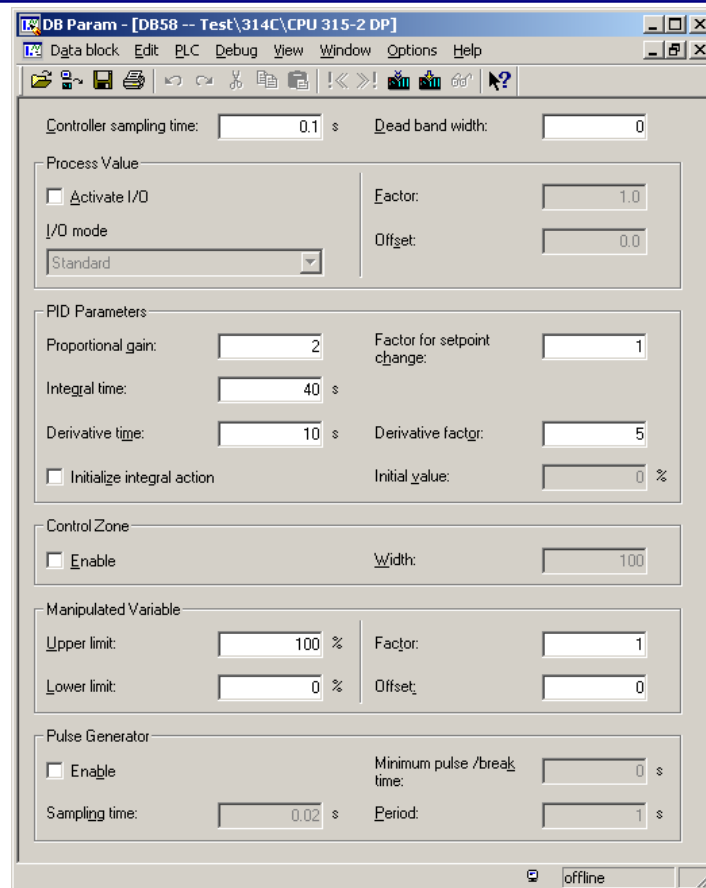 DB Param - [DB58 -- Test\314C\CPU 315-2 DP]
Data block Edit PLC Debug View Window Options Help
Controller sampling time: 0.1 s Dead band width: 0
Process Value
Activate I/O Factor: 1.0
I/O mode Offset: 0.0
Standard
PID Parameters
Proportional gain: 2 Factor for setpoint change: 1
Integral time: 40 s
Derivative time: 10 s Derivative factor: 5
Initialize integral action Initial value: 0 %
Control Zone
Enable Width: 100
Manipulated Variable
Upper limit: 100 % Factor: 1
Lower limit: 0 % Offset: 0
Pulse Generator
Enable Minimum pulse /break time: 0 s
Sampling time: 0.02 s Period: 1 s
offline